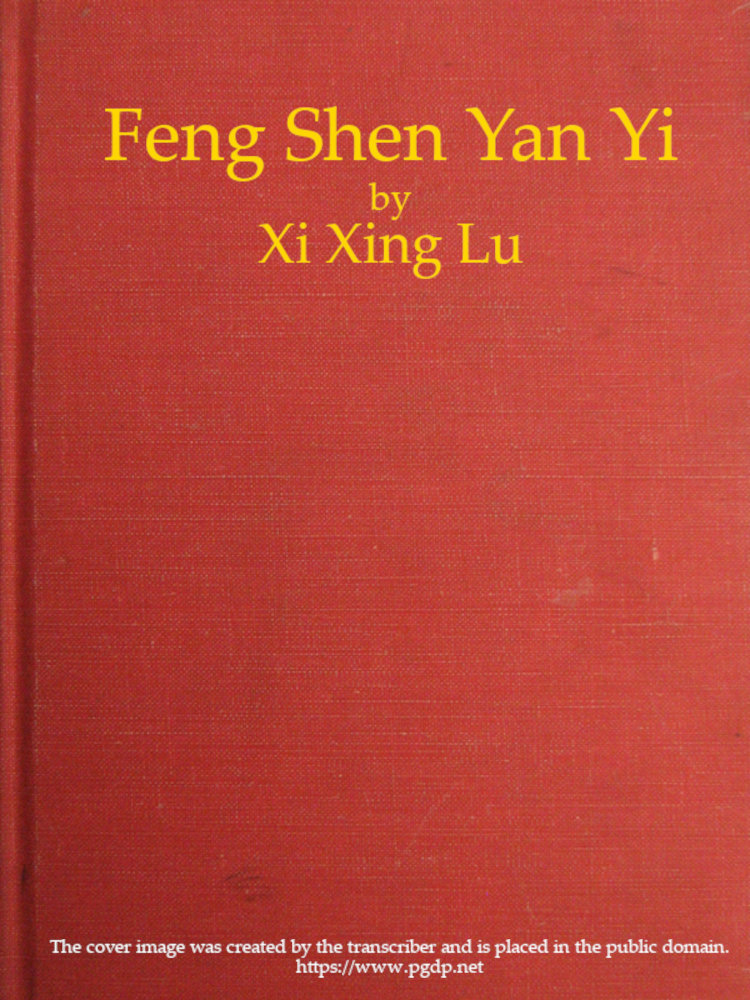 Feng Shen Yan Yi
by
Xi Xing Lu
The cover image was created by the transcriber and is placed in the public domain.
https://www.pgdp.net